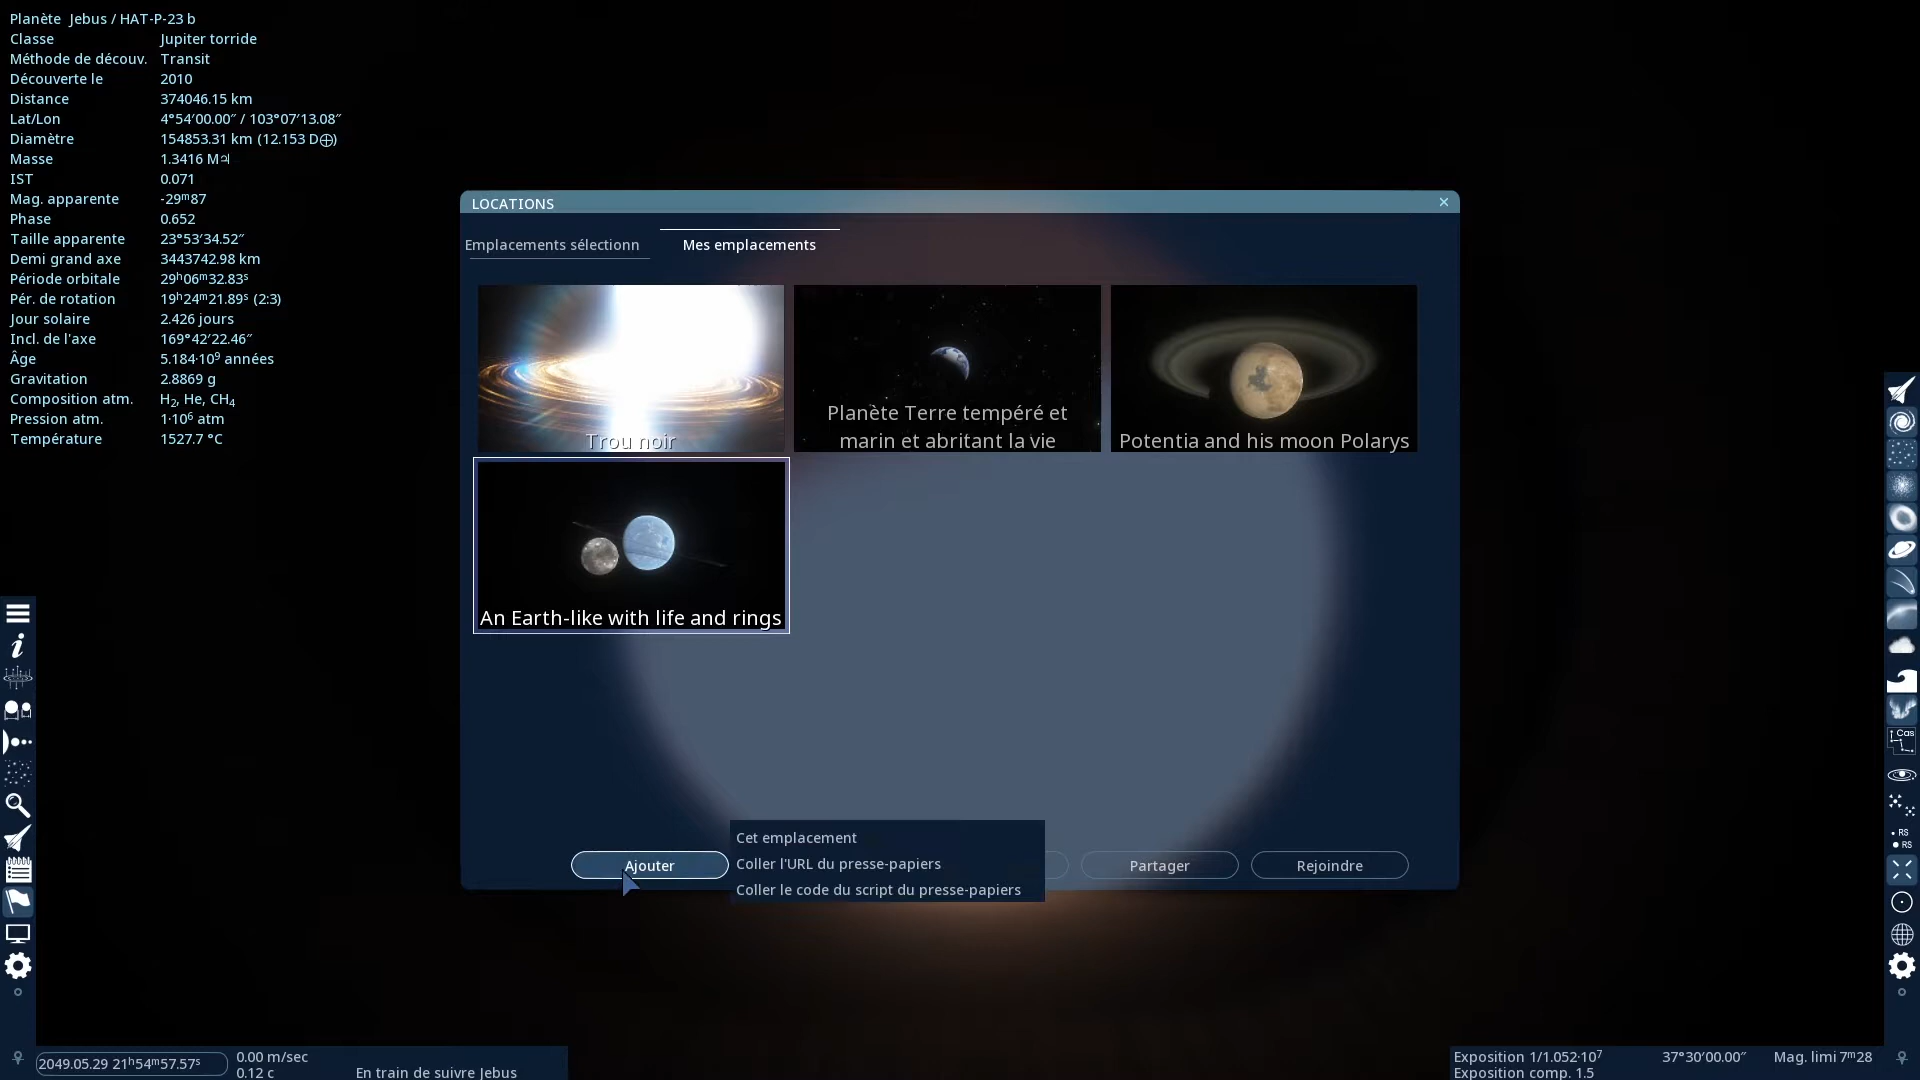 Planète Jebus / HAT-P-23 b
Classe Jupiter torride
Méthode de découv. Transit
Découverte le 2010
Distance 374046.15 km
Lat/Lon 4°54′00.00″ / 103°07′13.08″
Diamètre 154853.31 km (12.153 D⊕)
Masse 1.3416 M♃
IST 0.071
Mag. apparente -29ᵐ87
Phase 0.652
Taille apparente 23°53′34.52″
Demi grand axe 3443742.98 km
Période orbitale 29ʰ06ᵐ32.83ˢ
Pér. de rotation 19ʰ24ᵐ21.89ˢ (2:3)
Jour solaire 2.426 jours
Incl. de l'axe 169°42′22.46″
Âge 5.184·10⁹ années
Gravitation 2.8869 g
Composition atm. H₂, He, CH₄
Pression atm. 1·10⁶ atm
Température 1527.7 °C
LOCATIONS
Emplacements sélectionn Mes emplacements
Trou noir
Planète Terre tempéré et
marin et abritant la vie
Potentia and his moon Polarys
An Earth-like with life and rings
Cet emplacement
Coller l'URL du presse-papiers
Coller le code du script du presse-papiers
Ajouter
Partager
Rejoindre
Cas
RS
RS
2049.05.29 21ʰ54ᵐ57.57ˢ
0.00 m/sec
0.12 c En train de suivre Jebus
Exposition 1/1.052·10⁷ 37°30′00.00″ Mag. limi 7ᵐ28
Exposition comp. 1.5